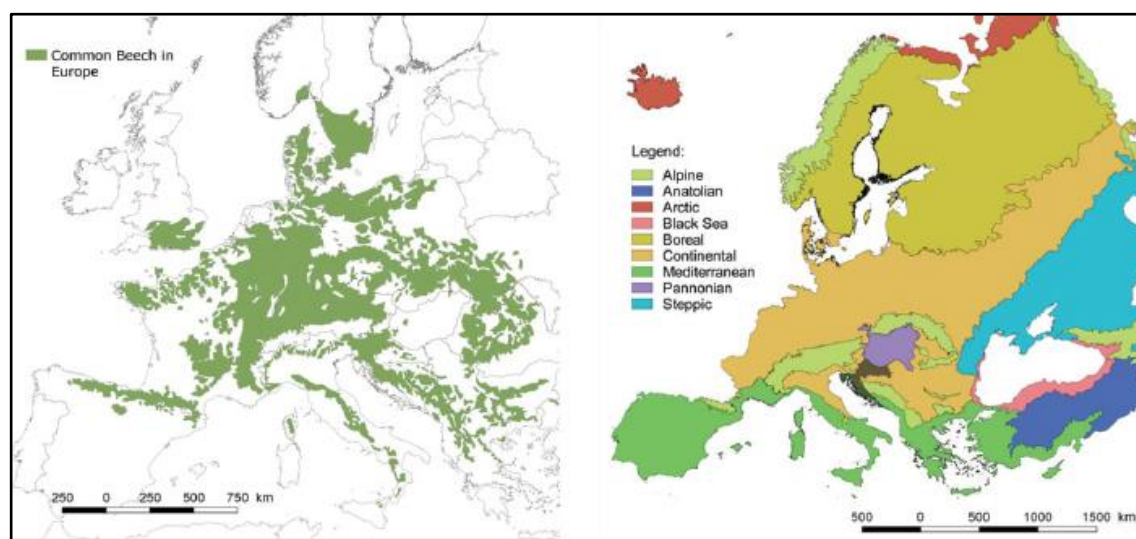 Common Beech in
Europe
250 0 250 500 750 km
Legend:
Alpine
Anatolian
Arctic
Black Sea
Boreal
Continental
Mediterranean
Pannonian
Steppic
500 0 500 1000 1500 km